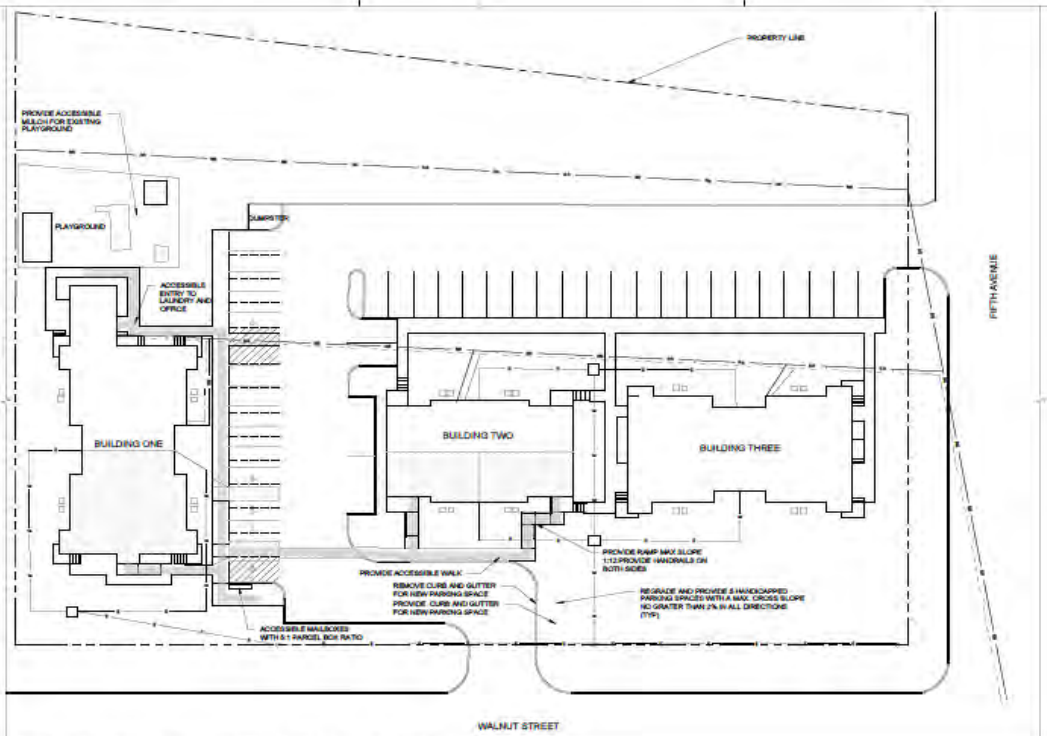 PROPERTY LINE
PROVIDE ACCESSIBLE
MULCH FOR EXISTING
PLAYGROUND
PLAYGROUND
DUMPSTER
FIFTH AVENUE
ACCESSIBLE
ENTRY TO
LAUNDRY AND
OFFICE
BUILDING ONE
BUILDING TWO
BUILDING THREE
PROVIDE RAMP MAX SLOPE
1:12 PROVIDE HANDRAILS ON
BOTH SIDES
PROVIDE ACCESSIBLE WALK
REMOVE CURB AND GUTTER
FOR NEW PARKING SPACE
PROVIDE CURB AND GUTTER
FOR NEW PARKING SPACE
REGRADE AND PROVIDE 5 HANDICAPPED
PARKING SPACES WITH A MAX. CROSS SLOPE
NO GRATER THAN 2% IN ALL DIRECTIONS
(TYP)
ACCESSIBLE MAILBOXES
WITH 5:1 PARCEL BOX RATIO
WALNUT STREET